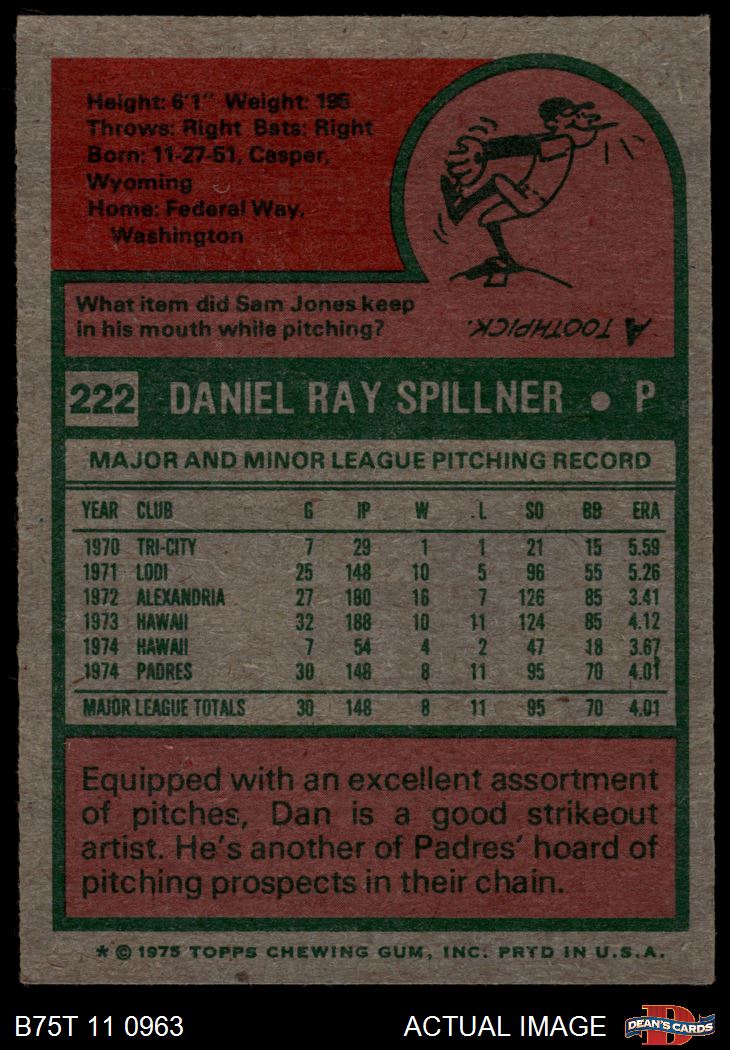 Height: 6'1" Weight: 195
Throws: Right Bats: Right
Born: 11-27-51, Casper,
Wyoming
Home: Federal Way,
Washington
What item did Sam Jones keep
in his mouth while pitching?
A TOOTHPICK.
222 DANIEL RAY SPILLNER ● P
MAJOR AND MINOR LEAGUE PITCHING RECORD
YEAR CLUB G IP W L SO BB ERA
1970 TRI-CITY 7 29 1 1 21 15 5.59
1971 LODI 25 148 10 5 96 55 5.26
1972 ALEXANDRIA 27 180 16 7 126 85 3.41
1973 HAWAII 32 188 10 11 124 85 4.12
1974 HAWAII 7 54 4 2 47 18 3.67
1974 PADRES 30 148 8 11 95 70 4.01
MAJOR LEAGUE TOTALS 30 148 8 11 95 70 4.01
Equipped with an excellent assortment
of pitches, Dan is a good strikeout
artist. He's another of Padres' hoard of
pitching prospects in their chain.
* © 1975 TOPPS CHEWING GUM, INC. PRTD IN U.S.A.
B75T 11 0963 ACTUAL IMAGE D DEAN'S CARDS